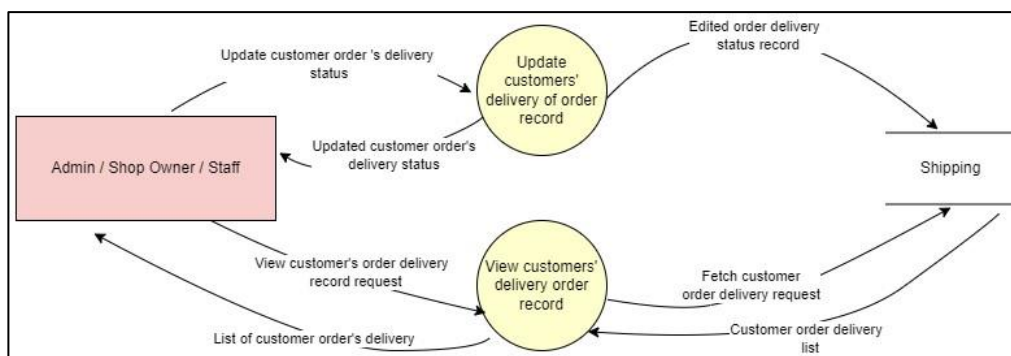 Edited order delivery
status record
Update customer order 's delivery
status
Update
customers'
delivery of order
record
Updated customer order's
delivery status
Admin / Shop Owner / Staff
Shipping
View customer's order delivery
record request
View customers'
delivery order
record
Fetch customer
order delivery request
List of customer order's delivery
Customer order delivery
list